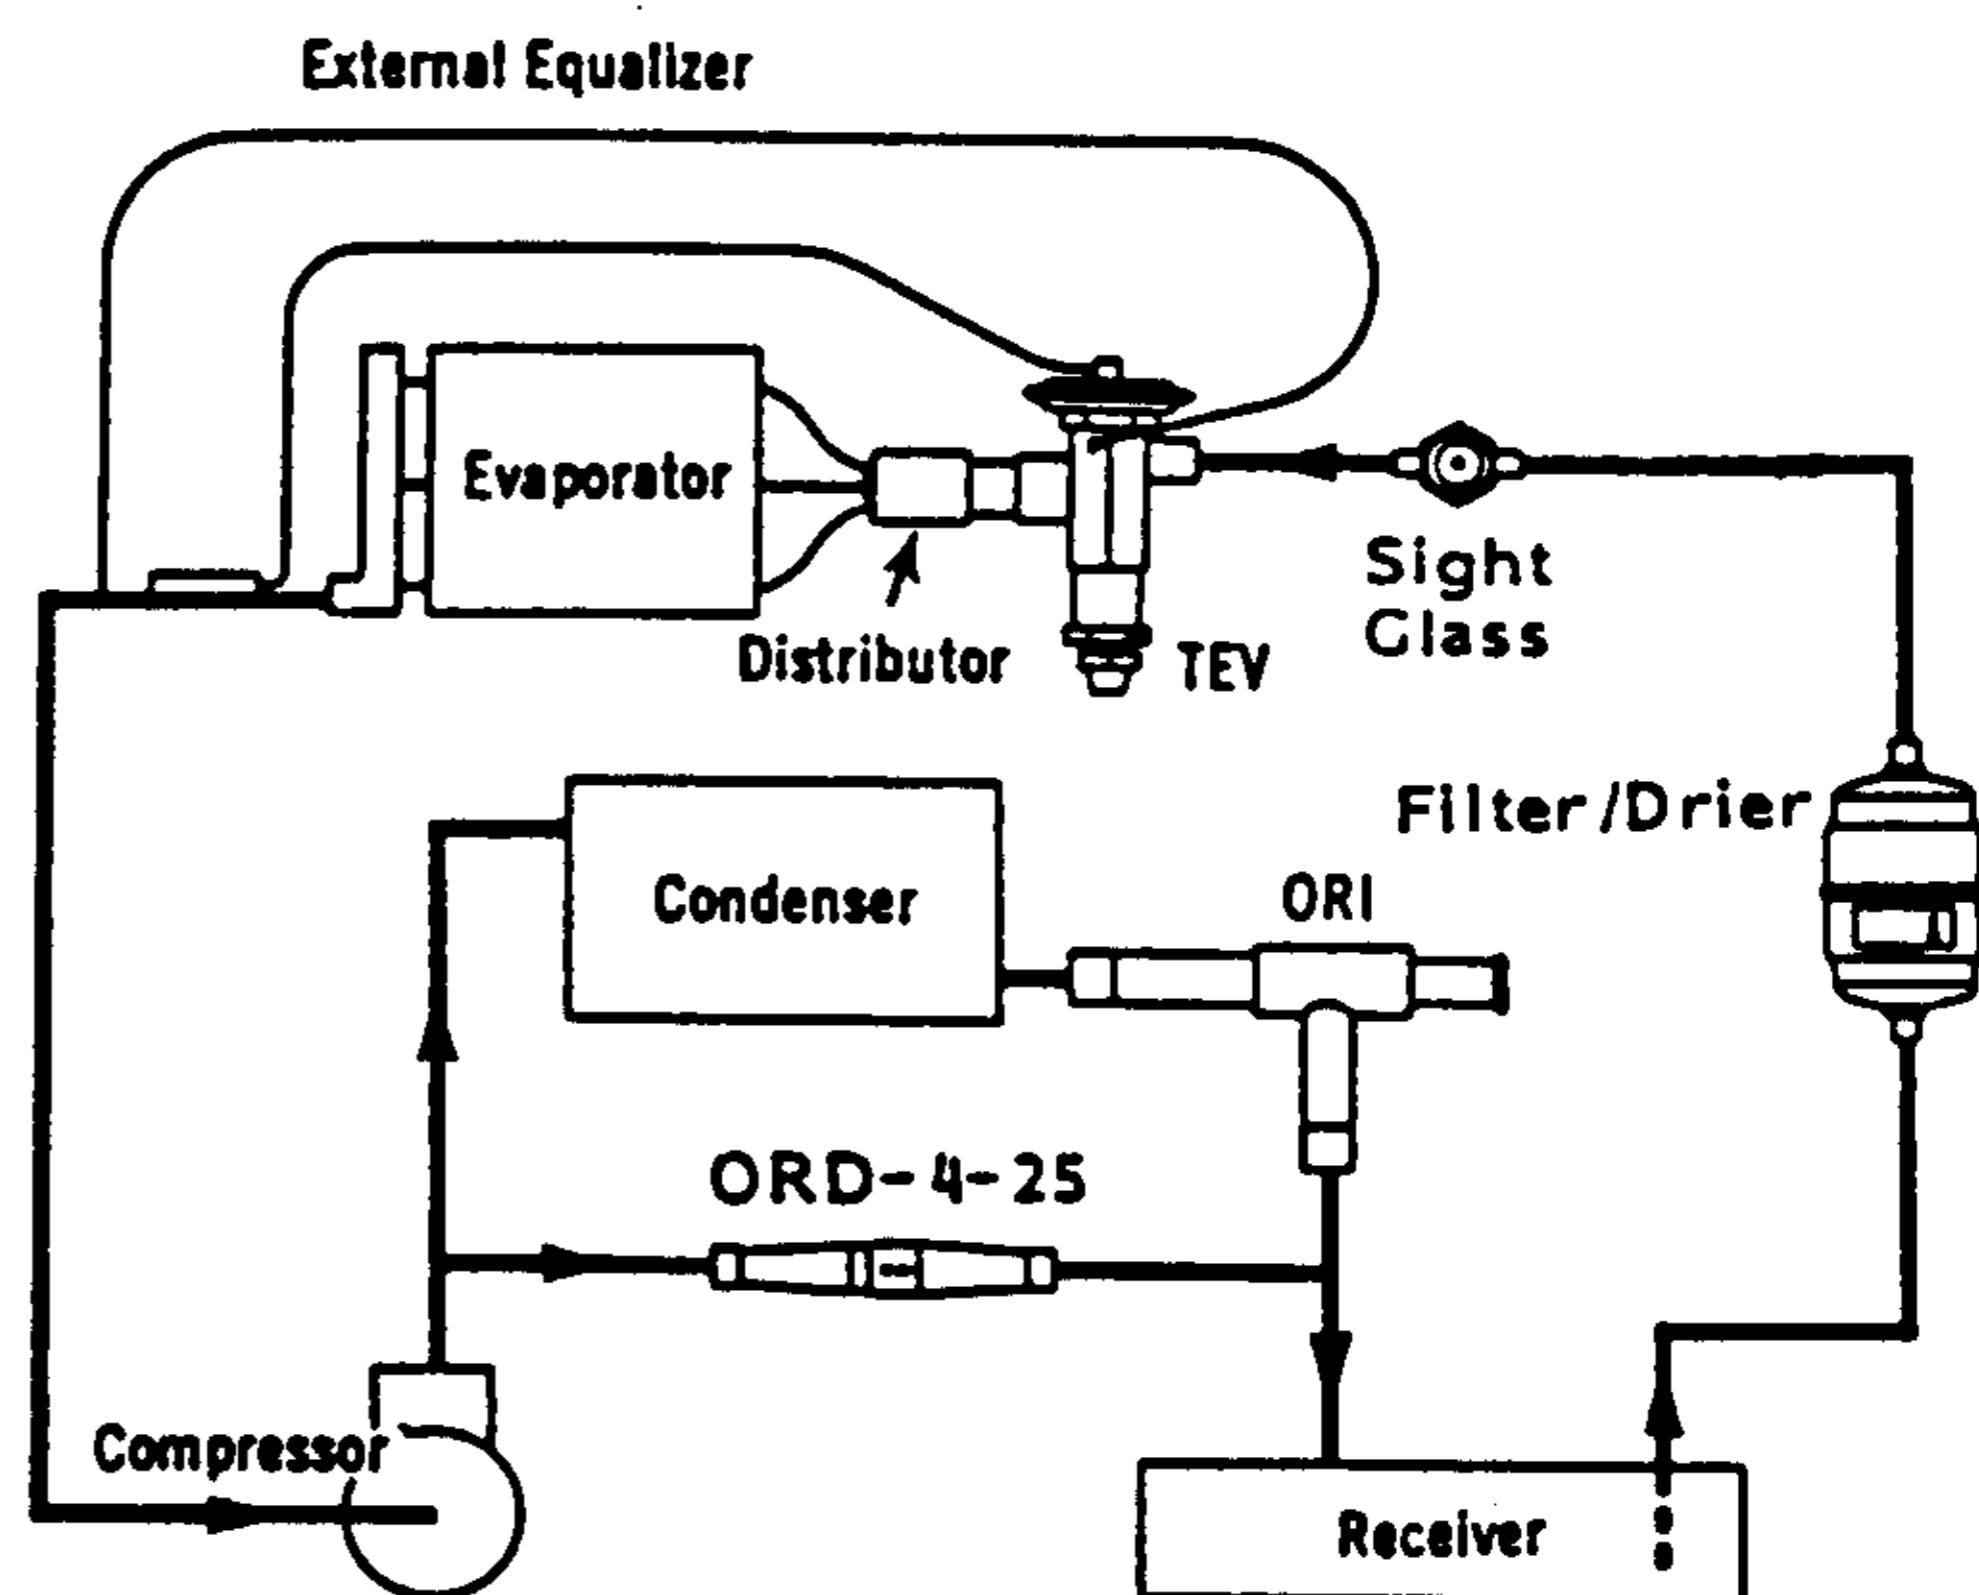 External Equalizer
Evaporator
Distributor
TEV
Sight
Glass
Filter/Drier
Condenser
ORI
ORD-4-25
Compressor
Receiver